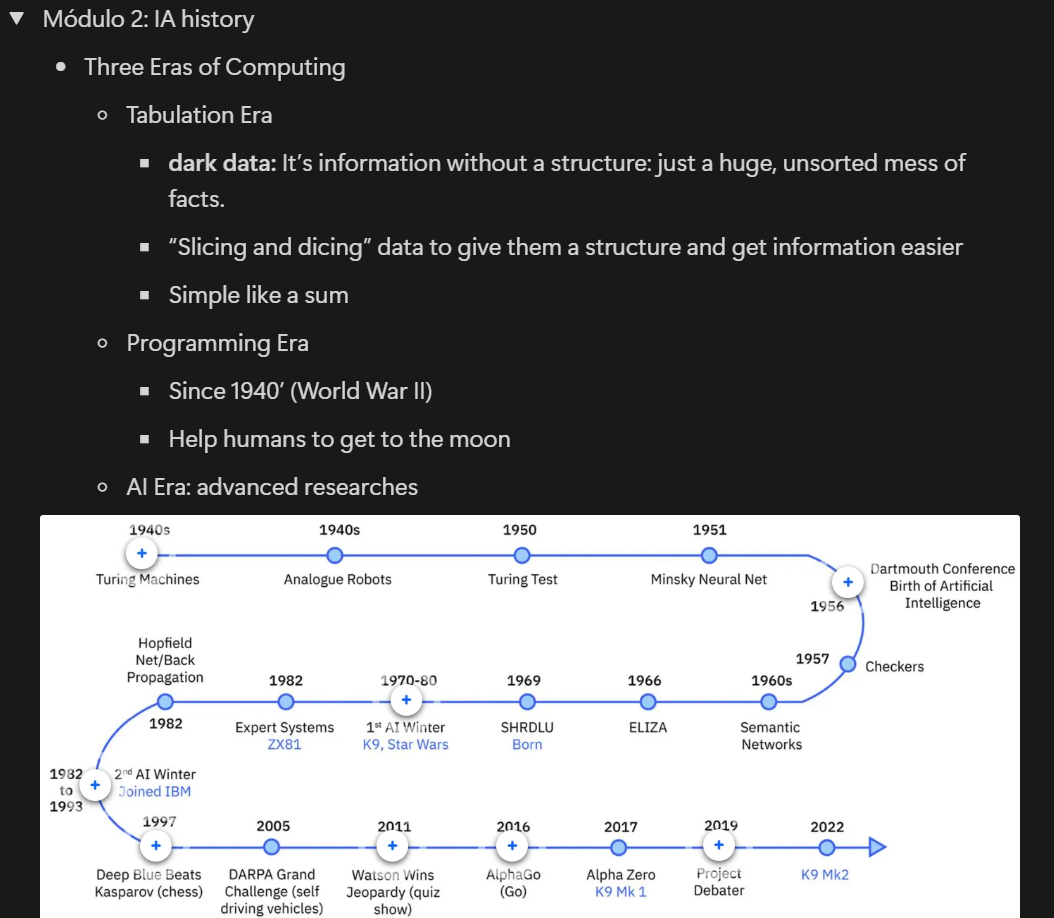 Módulo 2: IA history
Three Eras of Computing
Tabulation Era
dark data: It's information without a structure: just a huge, unsorted mess of
facts.
“Slicing and dicing” data to give them a structure and get information easier
Simple like a sum
Programming Era
Since 1940’ (World War II)
Help humans to get to the moon
AI Era: advanced researches
1940s
Turing Machines
1940s
Analogue Robots
1950
Turing Test
1951
Minsky Neural Net
Dartmouth Conference
Birth of Artificial
Intelligence
1956
1957
Checkers
1960s
Semantic
Networks
1966
ELIZA
1969
SHRDLU
Born
1970-80
1st AI Winter
K9, Star Wars
1982
Expert Systems
ZX81
Hopfield
Net/Back
Propagation
1982
1982
to
1993
2nd AI Winter
Joined IBM
1997
Deep Blue Beats
Kasparov (chess)
2005
DARPA Grand
Challenge (self
driving vehicles)
2011
Watson Wins
Jeopardy (quiz
show)
2016
AlphaGo
(Go)
2017
Alpha Zero
K9 Mk 1
2019
Project
Debater
2022
K9 Mk2